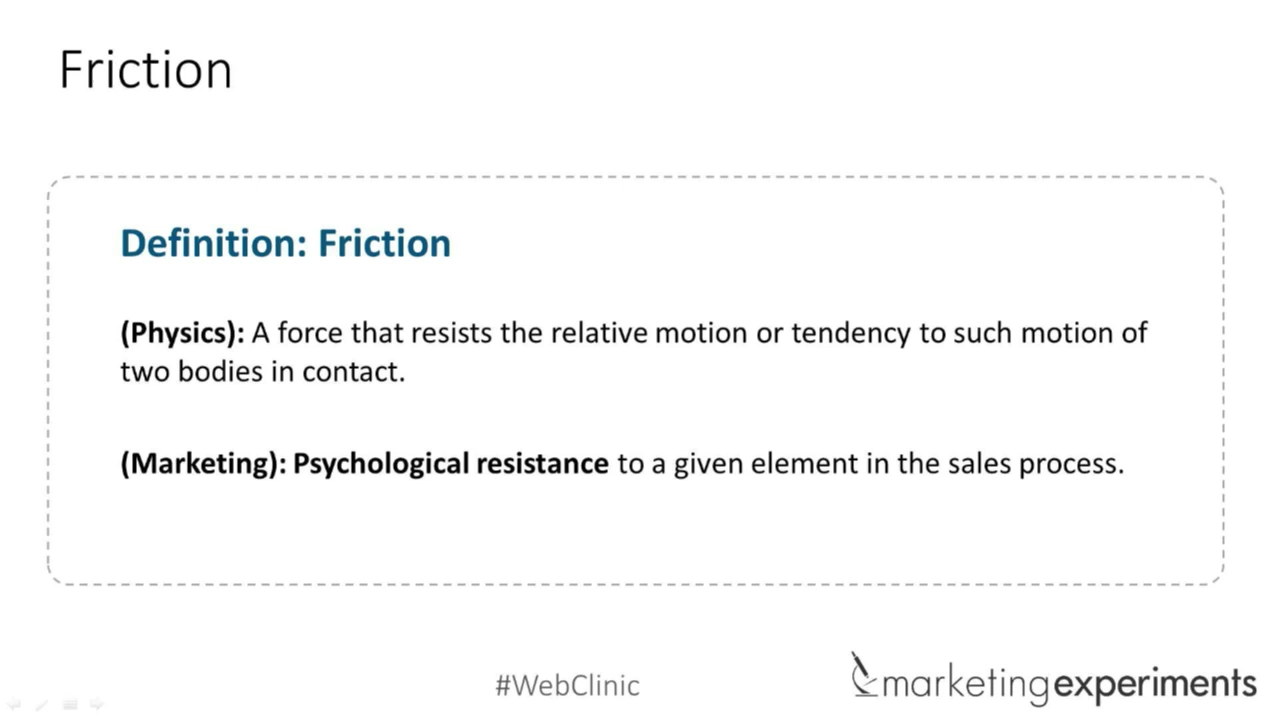 Friction
Definition: Friction
(Physics): A force that resists the relative motion or tendency to such motion of
two bodies in contact.
(Marketing): Psychological resistance to a given element in the sales process.
#WebClinic
marketingexperiments